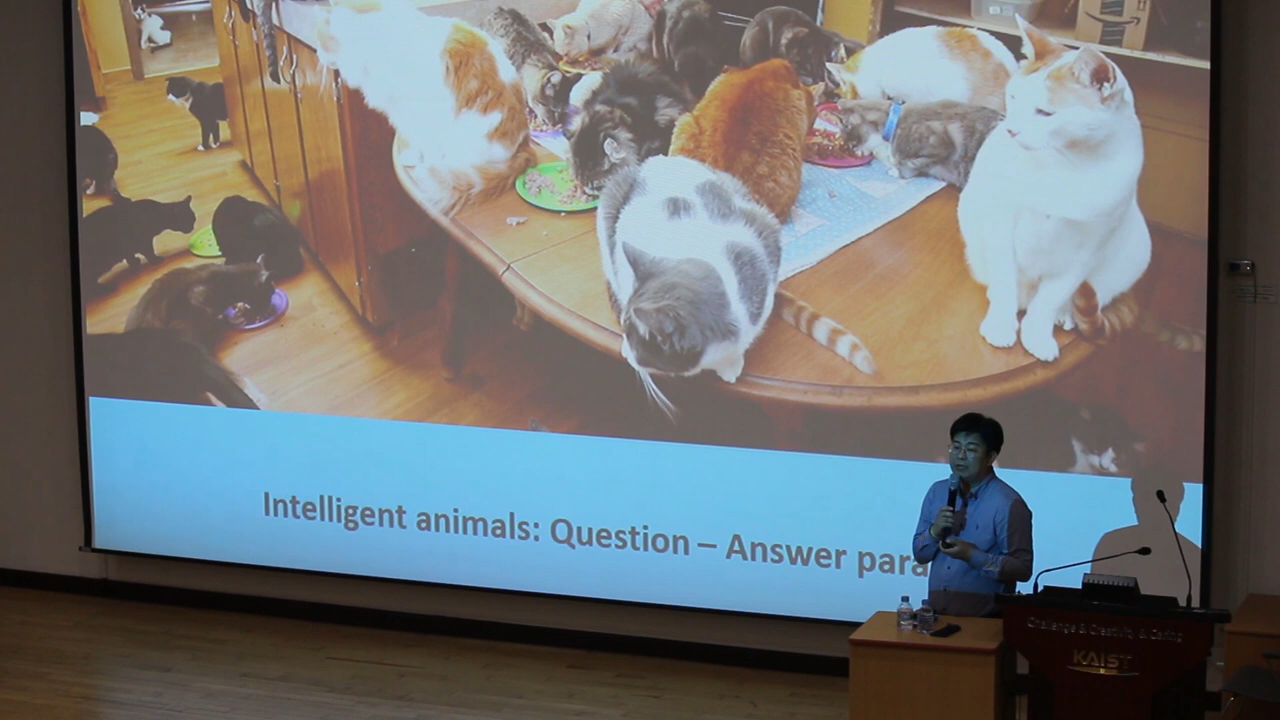 Intelligent animals: Question – Answer para
Challenge & Creativity & Caring
KAIST